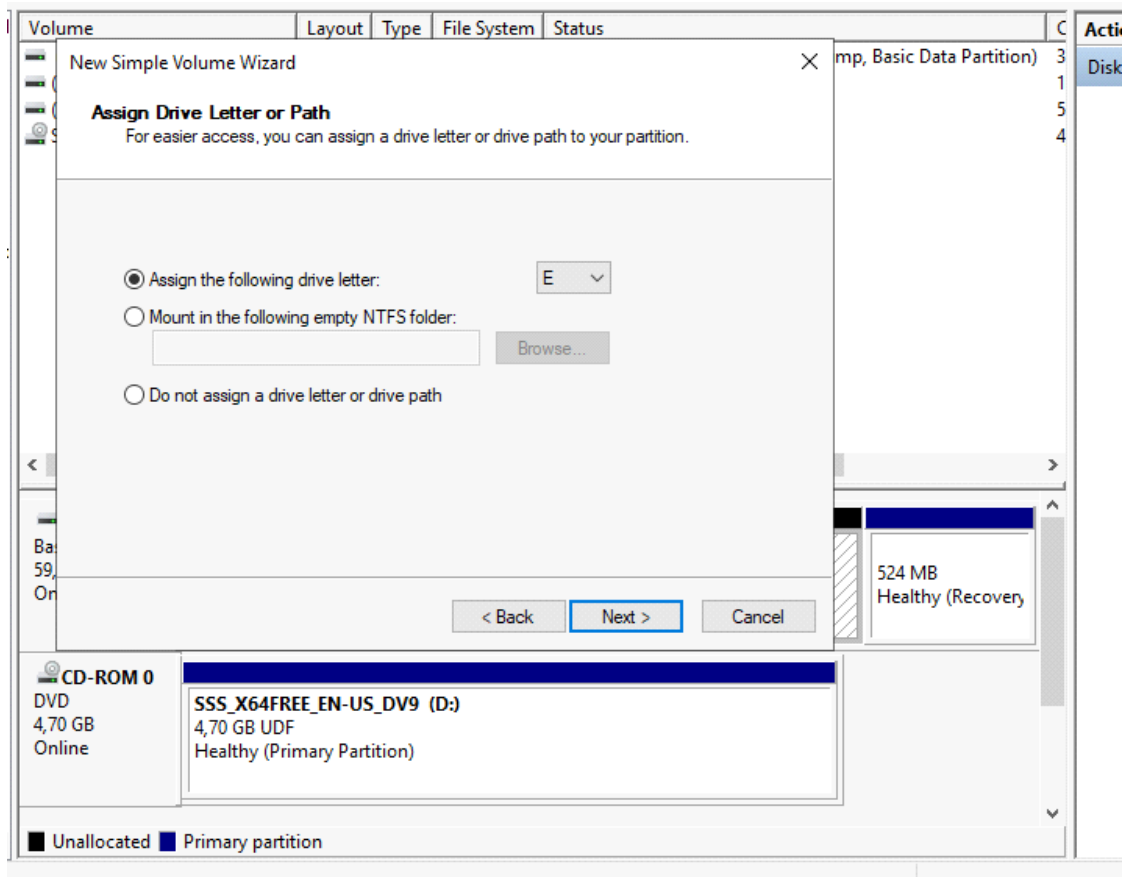 Volume Layout Type File System Status C
Acti
New Simple Volume Wizard
mp, Basic Data Partition) 3
Disk
1
5
4
Assign Drive Letter or Path
For easier access, you can assign a drive letter or drive path to your partition.
Assign the following drive letter: E
Mount in the following empty NTFS folder:
Browse...
Do not assign a drive letter or drive path
< Back Next > Cancel
Ba
59,
On
524 MB
Healthy (Recovery
CD-ROM 0
DVD
4,70 GB
Online
SSS_X64FREE_EN-US_DV9 (D:)
4,70 GB UDF
Healthy (Primary Partition)
Unallocated Primary partition